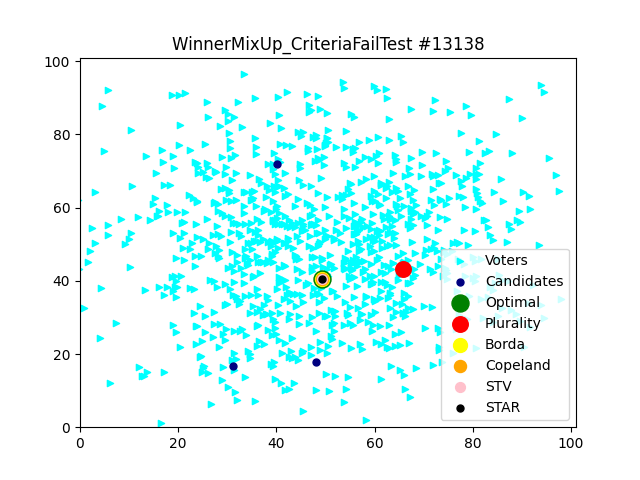 WinnerMixUp_CriteriaFailTest #13138
100
80
60
40
20
0
0 20 40 60 80 100
Voters
Candidates
Optimal
Plurality
Borda
Copeland
STV
STAR